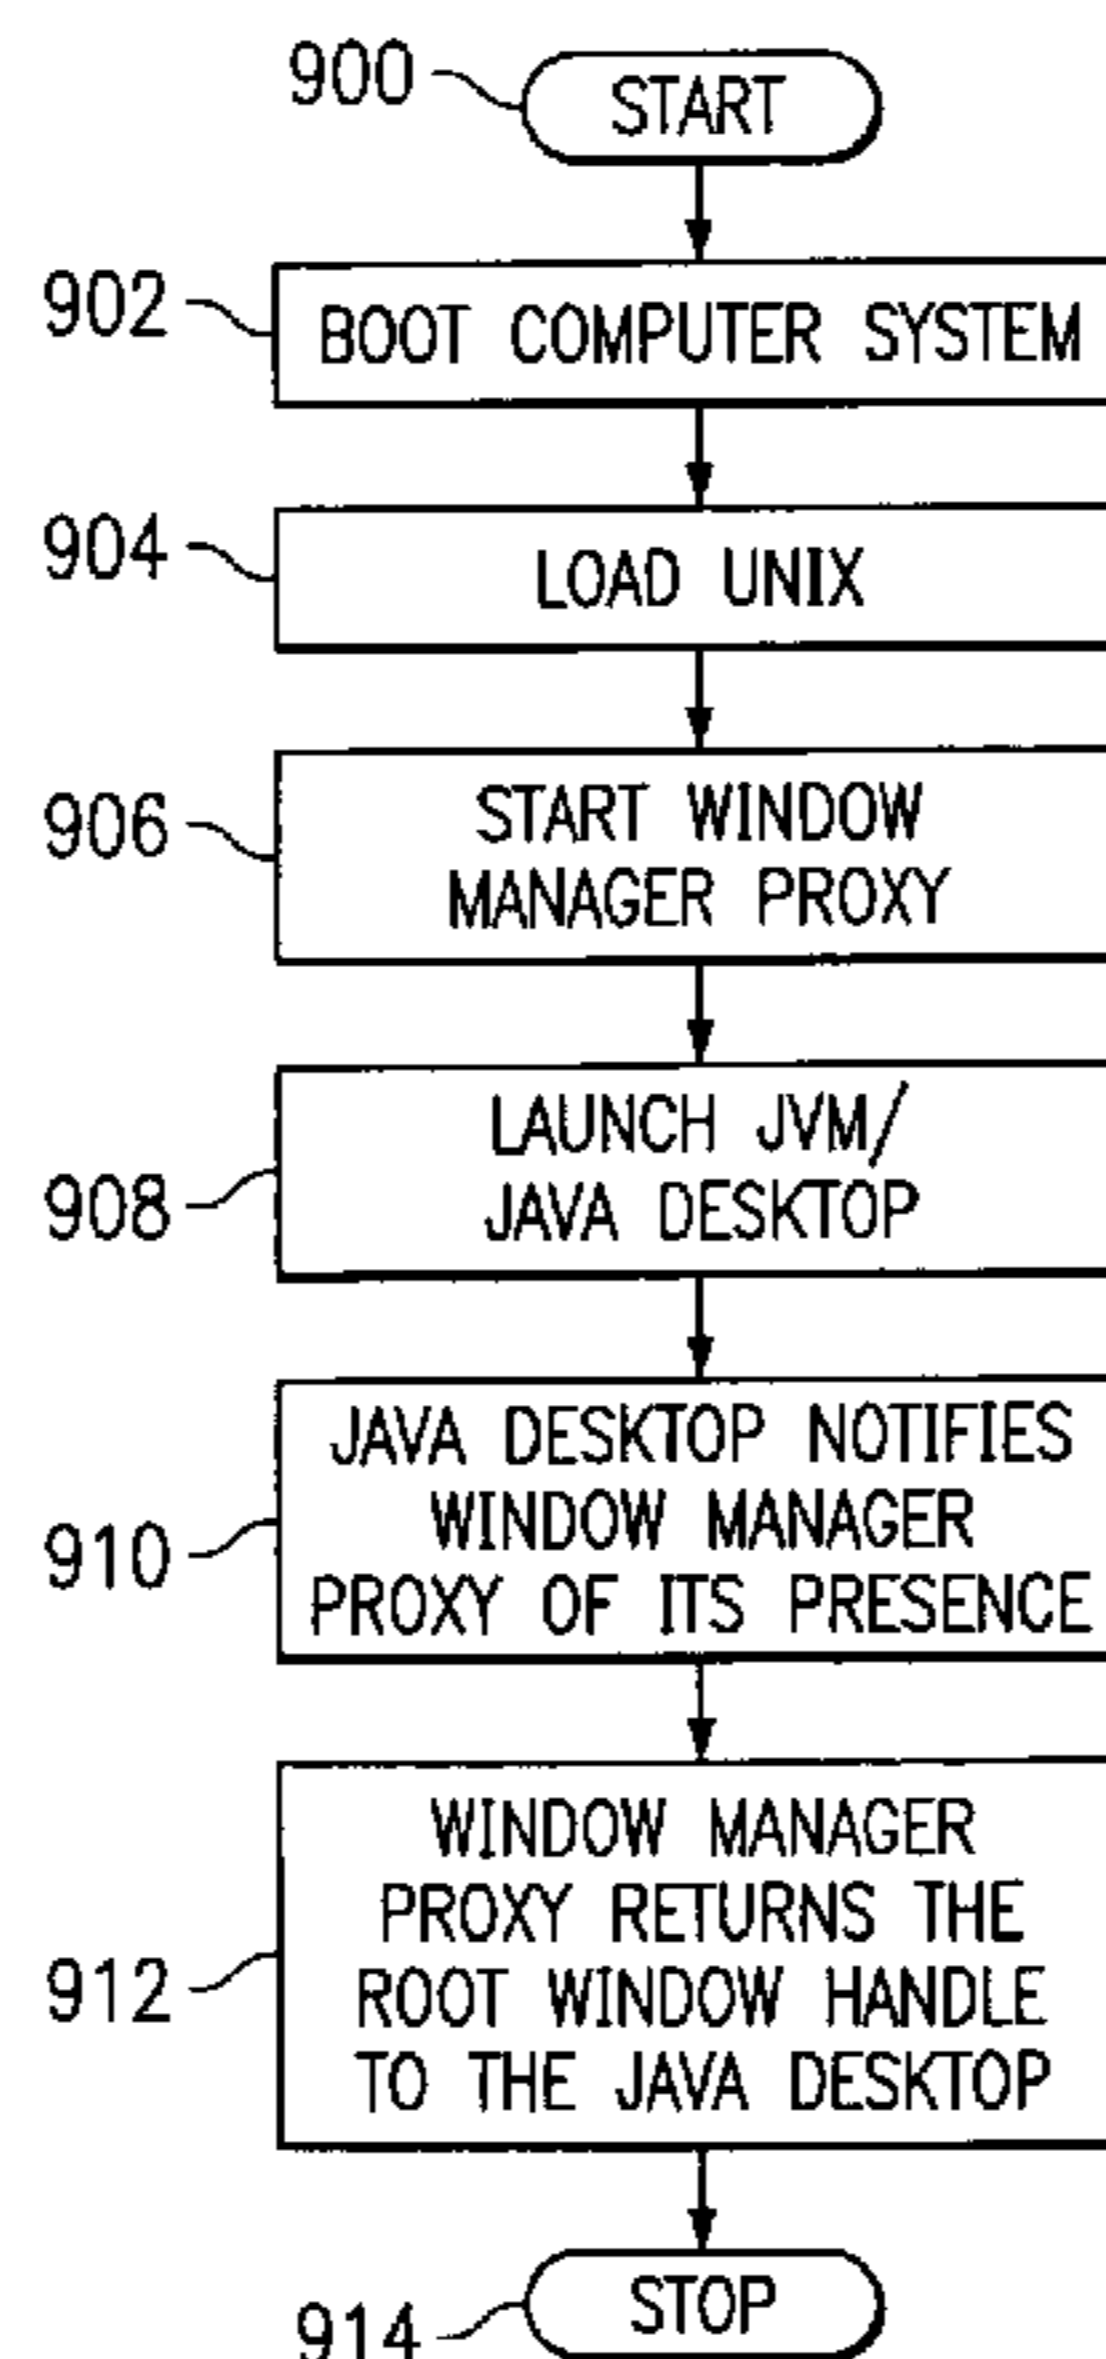 900
START
902
BOOT COMPUTER SYSTEM
904
LOAD UNIX
906
START WINDOW
MANAGER PROXY
908
LAUNCH JVM/
JAVA DESKTOP
910
JAVA DESKTOP NOTIFIES
WINDOW MANAGER
PROXY OF ITS PRESENCE
912
WINDOW MANAGER
PROXY RETURNS THE
ROOT WINDOW HANDLE
TO THE JAVA DESKTOP
914
STOP